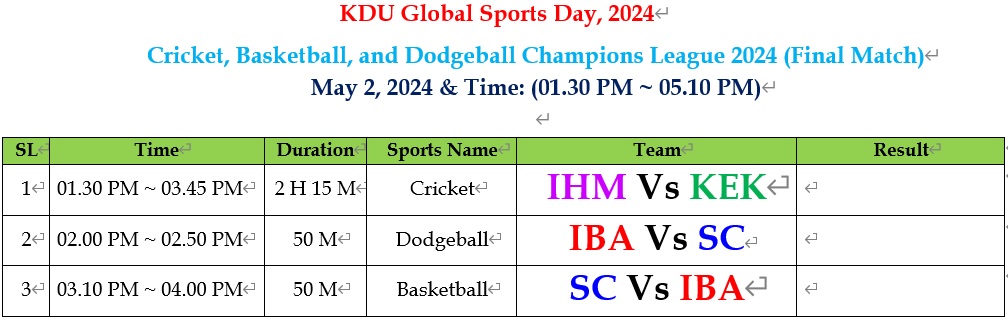 KDU Global Sports Day, 2024
Cricket, Basketball, and Dodgeball Champions League 2024 (Final Match)
May 2, 2024 & Time: (01.30 PM ~ 05.10 PM)
SL Time Duration Sports Name Team Result
1 01.30 PM ~ 03.45 PM 2 H 15 M Cricket IHM Vs KEK
2 02.00 PM ~ 02.50 PM 50 M Dodgeball IBA Vs SC
3 03.10 PM ~ 04.00 PM 50 M Basketball SC Vs IBA